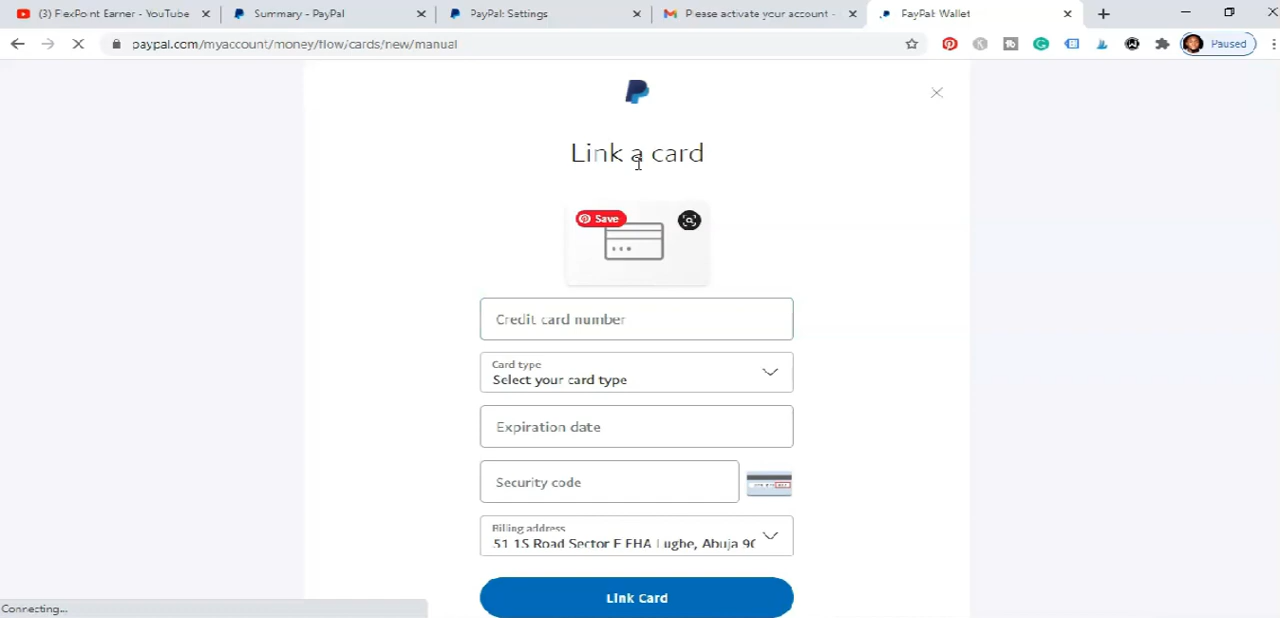 (3) FlexPoint Earner - YouTube
Summary - PayPal
PayPal: Settings
Please activate your account -
PayPal: Wallet
paypal.com/myaccount/money/flow/cards/new/manual
Paused
Link a card
Save
Credit card number
Card type
Select your card type
Expiration date
Security code
Billing address
51 1S Road Sector F FHA Lughe, Abuja 90
Link Card
Connecting...